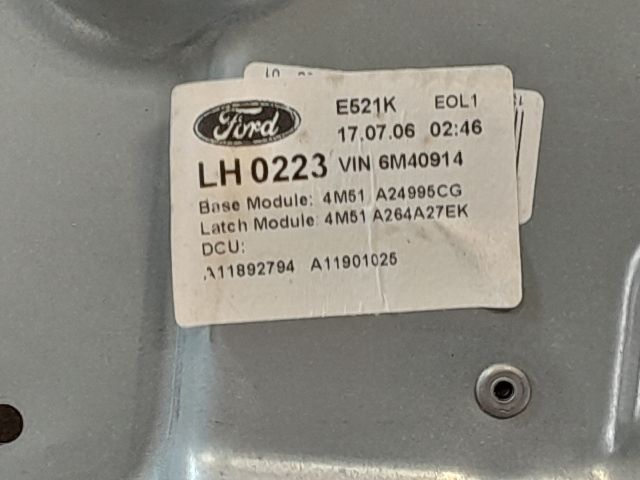 Ford
E521K EOL1
17.07.06 02:46
LH 0223 VIN 6M40914
Base Module: 4M51 A24995CG
Latch Module: 4M51 A264A27EK
DCU:
A11892794 A11901025